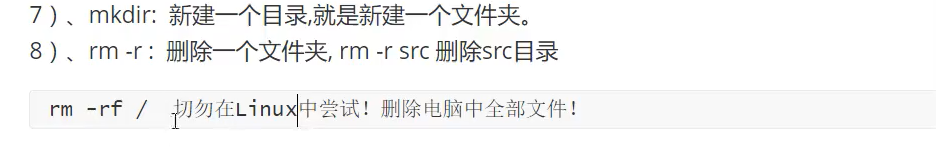 7）、mkdir:  新建一个目录,就是新建一个文件夹。
8）、rm -r :  删除一个文件夹, rm -r src 删除src目录
rm -rf /  切勿在Linux中尝试！删除电脑中全部文件！